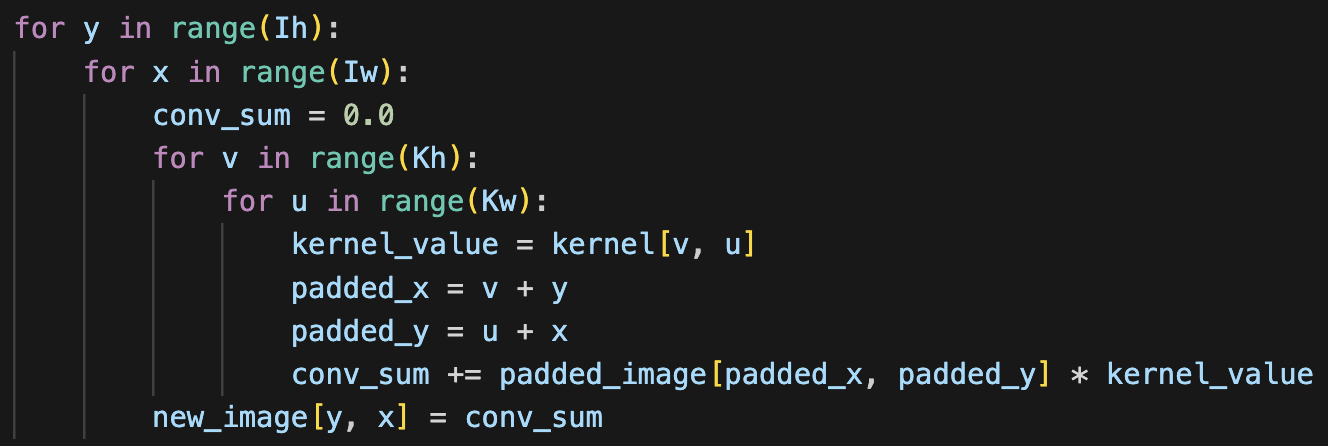 for y in range(Ih):
    for x in range(Iw):
        conv_sum = 0.0
        for v in range(Kh):
            for u in range(Kw):
                kernel_value = kernel[v, u]
                padded_x = v + y
                padded_y = u + x
                conv_sum += padded_image[padded_x, padded_y] * kernel_value
        new_image[y, x] = conv_sum